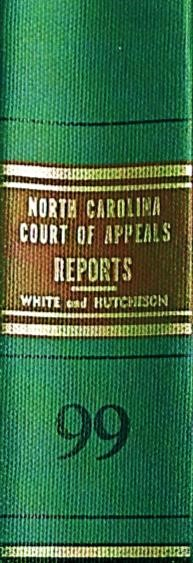 NORTH CAROLINA
COURT OF APPEALS
REPORTS
WHITE and HUTCHISON
99